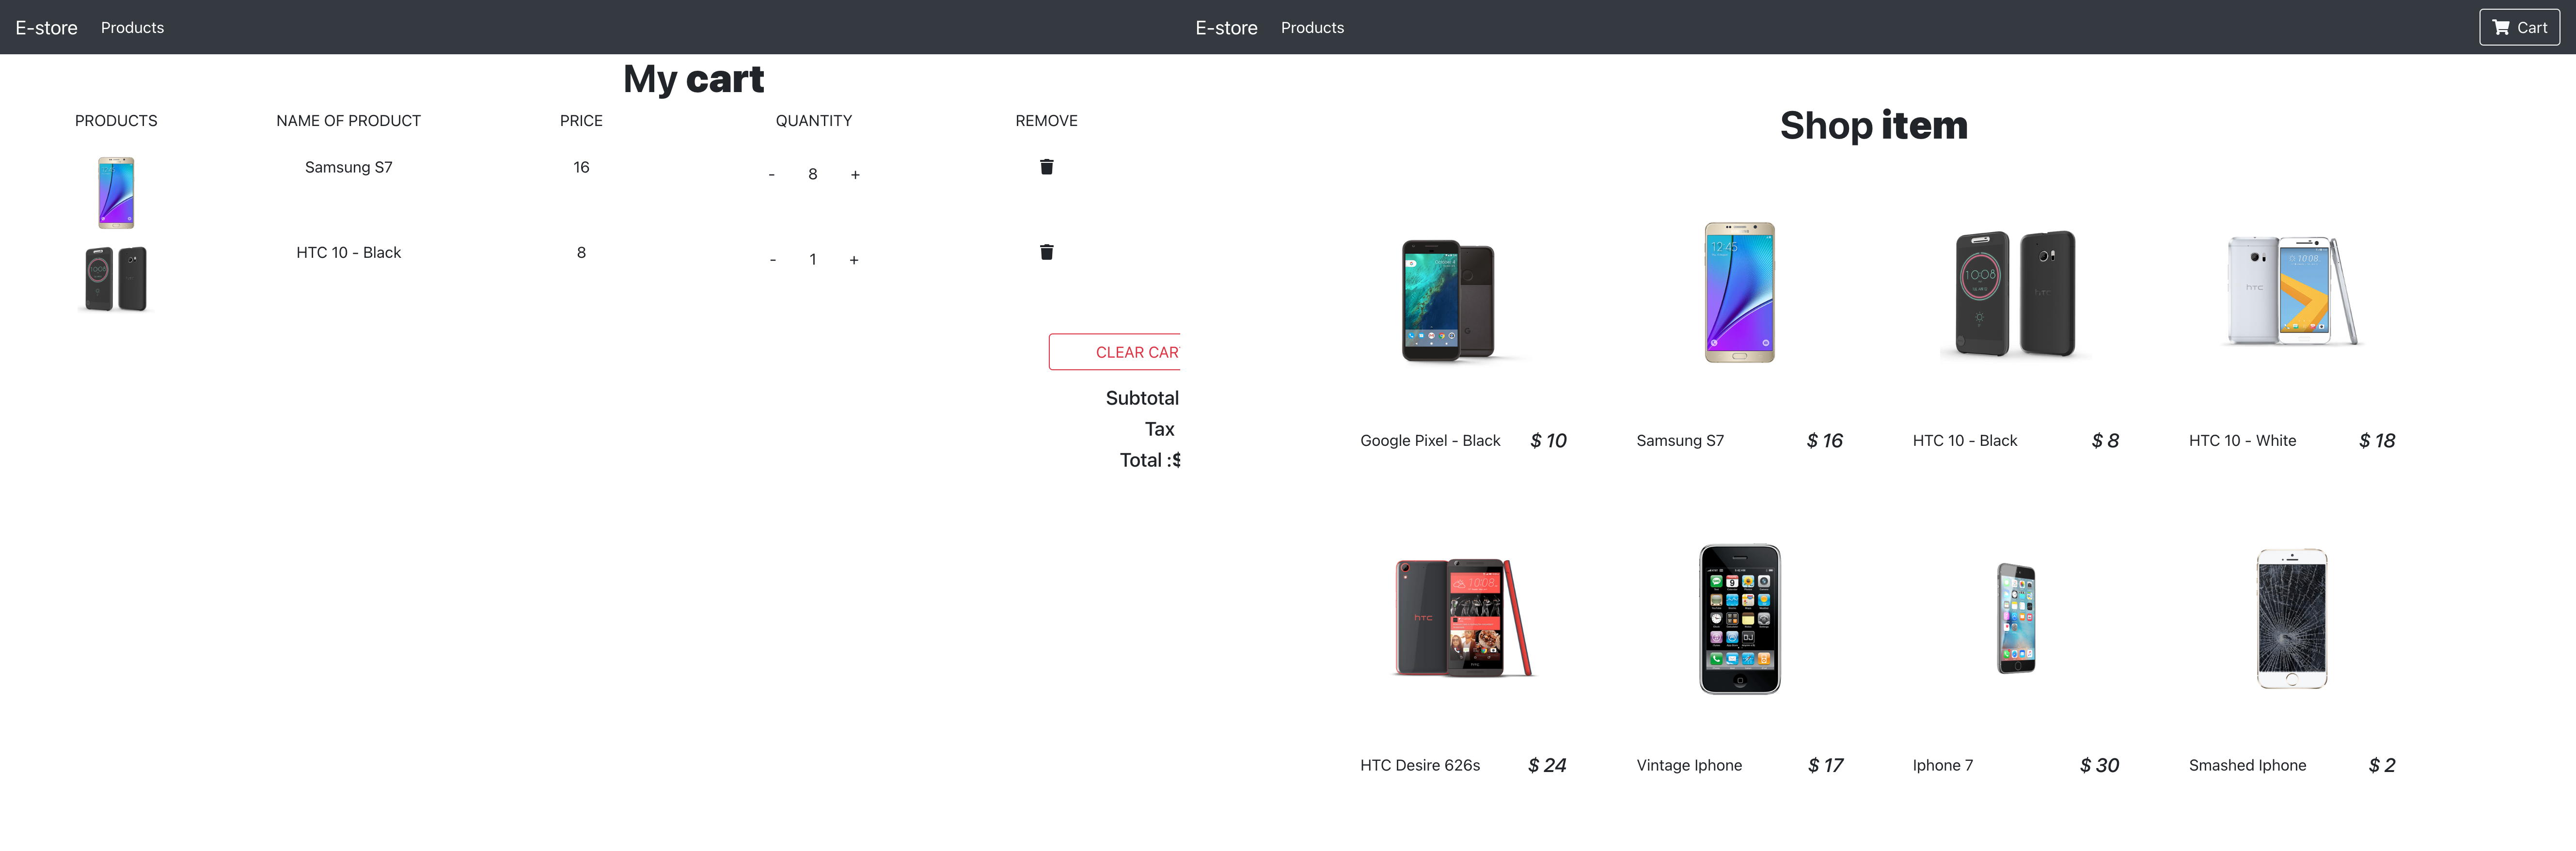 E-store Products
My cart
PRODUCTS NAME OF PRODUCT PRICE QUANTITY REMOVE
Samsung S7 16 - 8 +
HTC 10 - Black 8 - 1 +
CLEAR CAR
Subtotal
Tax
Total :$
E-store Products Cart
Shop item
Google Pixel - Black $ 10
Samsung S7 $ 16
HTC 10 - Black $ 8
HTC 10 - White $ 18
HTC Desire 626s $ 24
Vintage Iphone $ 17
Iphone 7 $ 30
Smashed Iphone $ 2